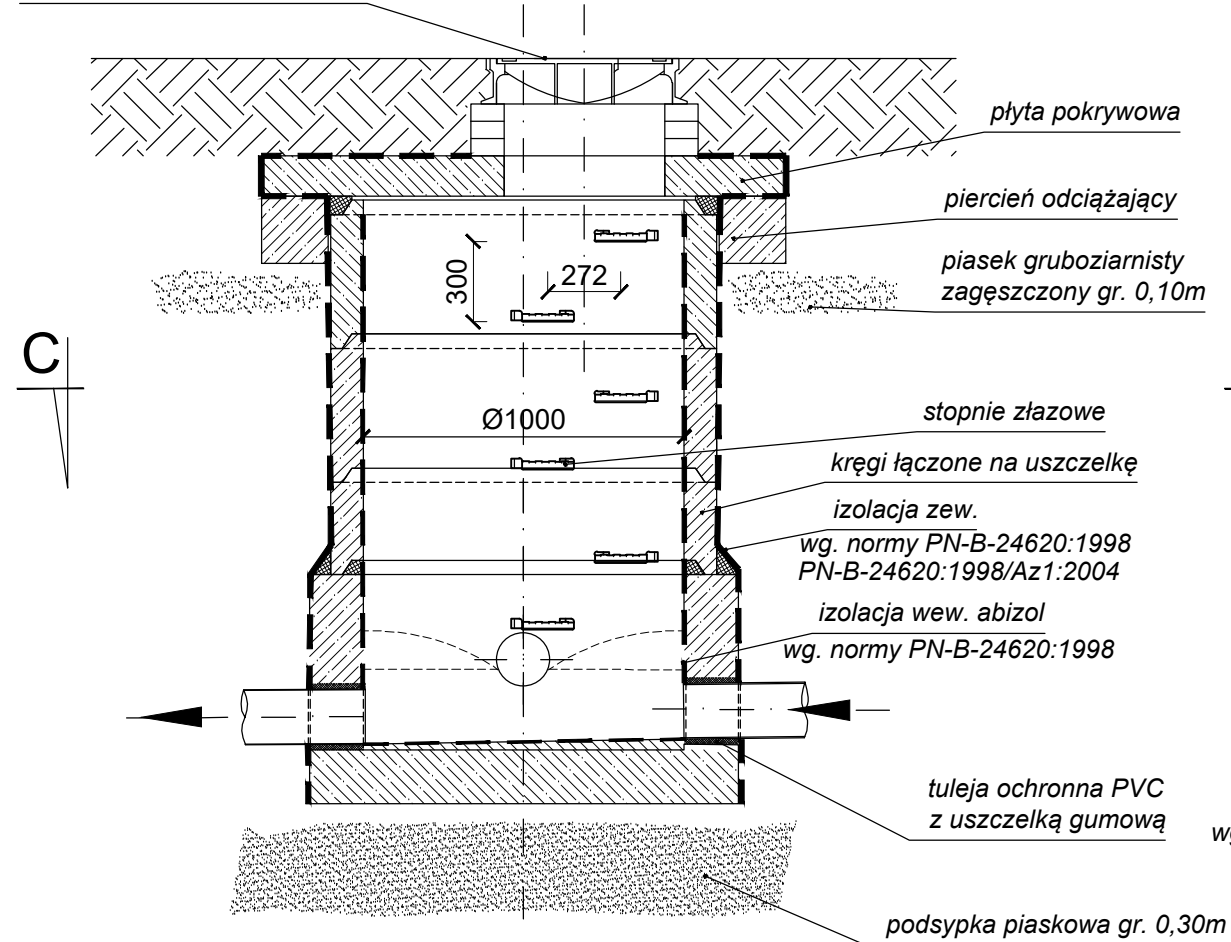 płyta pokrywowa
piercień odciążający
piasek gruboziarnisty
zagęszczony gr. 0,10m
300
272
C
Ø1000
stopnie złazowe
kręgi łączone na uszczelkę
izolacja zew.
wg. normy PN-B-24620:1998
PN-B-24620:1998/Az1:2004
izolacja wew. abizol
wg. normy PN-B-24620:1998
tuleja ochronna PVC
z uszczelką gumową
podsypka piaskowa gr. 0,30m